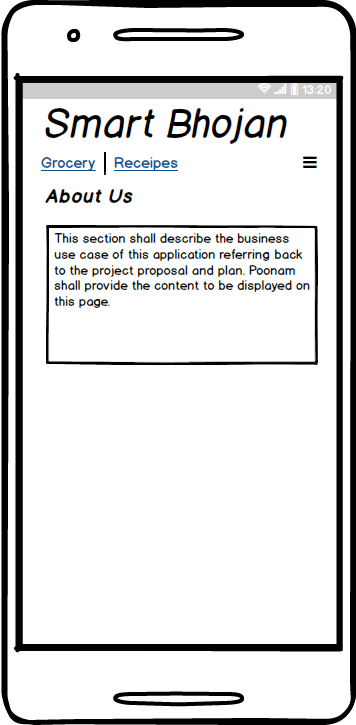 13:20
Smart Bhojan
Grocery Receipes
About Us
This section shall describe the business
use case of this application referring back
to the project proposal and plan. Poonam
shall provide the content to be displayed on
this page.